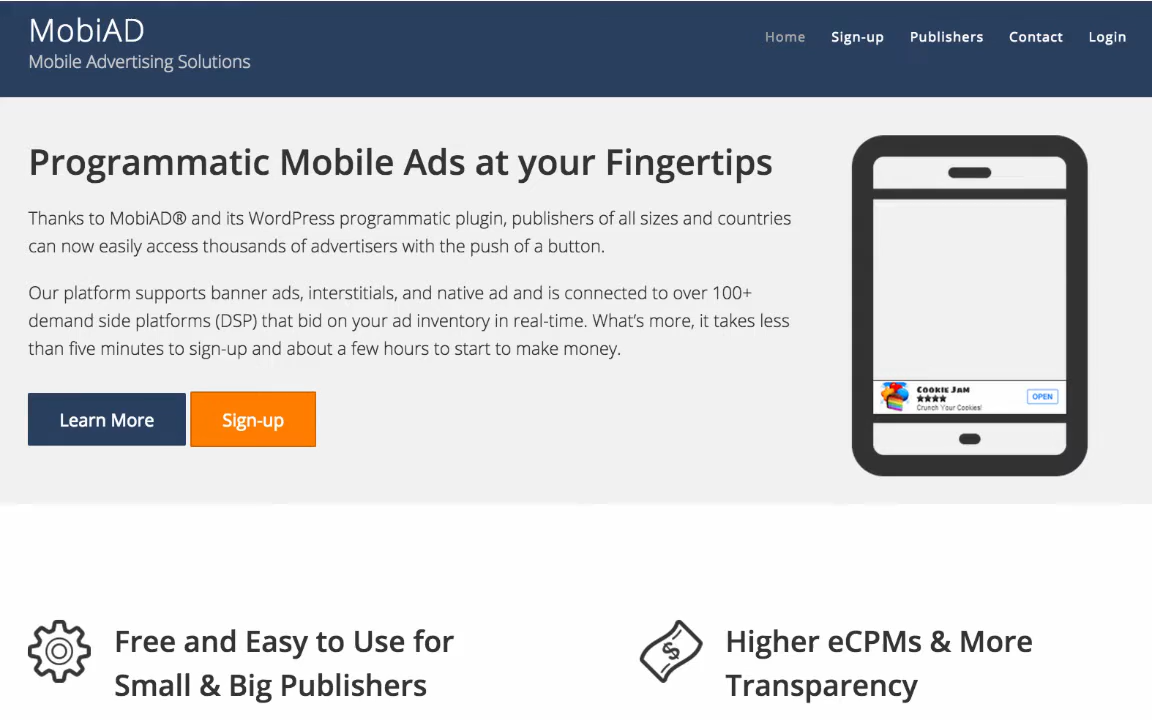 MobiAD
Mobile Advertising Solutions
Home Sign-up Publishers Contact Login
Programmatic Mobile Ads at your Fingertips
Thanks to MobiAD® and its WordPress programmatic plugin, publishers of all sizes and countries
can now easily access thousands of advertisers with the push of a button.
Our platform supports banner ads, interstitials, and native ad and is connected to over 100+
demand side platforms (DSP) that bid on your ad inventory in real-time. What's more, it takes less
than five minutes to sign-up and about a few hours to start to make money.
Learn More Sign-up
Cookie Jam
Crunch Your Cookies!
OPEN
$
Free and Easy to Use for
Small & Big Publishers
Higher eCPMs & More
Transparency